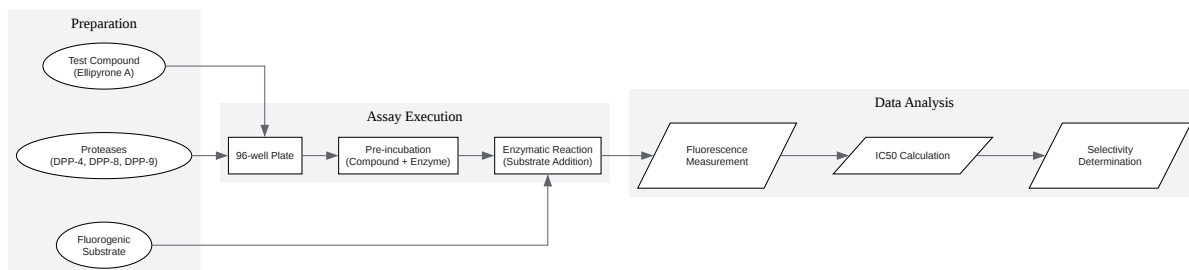 Preparation
Test Compound
(Ellipyrone A)
Proteases
(DPP-4, DPP-8, DPP-9)
Fluorogenic
Substrate
Assay Execution
96-well Plate
Pre-incubation
(Compound + Enzyme)
Enzymatic Reaction
(Substrate Addition)
Data Analysis
Fluorescence
Measurement
IC50 Calculation
Selectivity
Determination